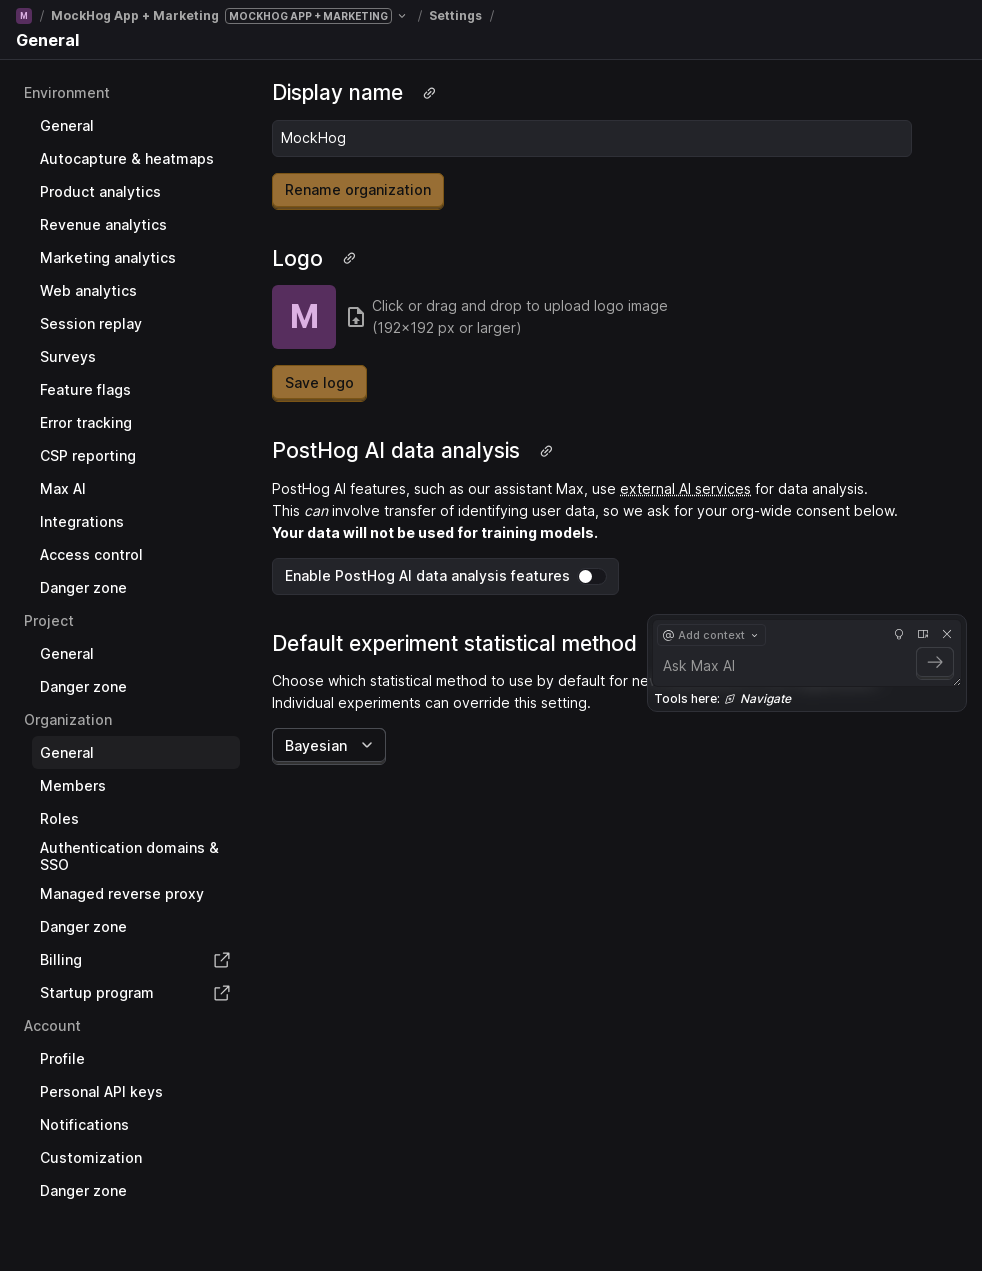 M / MockHog App + Marketing MOCKHOG APP + MARKETING / Settings /
General
Environment
General
Autocapture & heatmaps
Product analytics
Revenue analytics
Marketing analytics
Web analytics
Session replay
Surveys
Feature flags
Error tracking
CSP reporting
Max AI
Integrations
Access control
Danger zone
Project
General
Danger zone
Organization
General
Members
Roles
Authentication domains &
SSO
Managed reverse proxy
Danger zone
Billing
Startup program
Account
Profile
Personal API keys
Notifications
Customization
Danger zone
Display name
MockHog
Rename organization
Logo
M
Click or drag and drop to upload logo image
(192×192 px or larger)
Save logo
PostHog AI data analysis
PostHog AI features, such as our assistant Max, use external AI services for data analysis.
This can involve transfer of identifying user data, so we ask for your org-wide consent below.
Your data will not be used for training models.
Enable PostHog AI data analysis features
Default experiment statistical method
Choose which statistical method to use by default for
Individual experiments can override this setting.
Bayesian
@ Add context
Ask Max AI
Tools here: Navigate